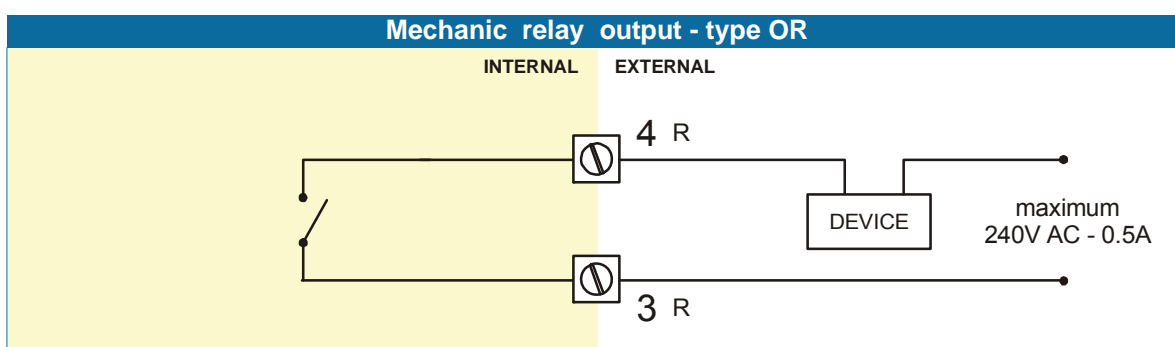 Mechanic relay output - type OR
INTERNAL EXTERNAL
4 R
DEVICE
maximum
240V AC - 0.5A
3 R